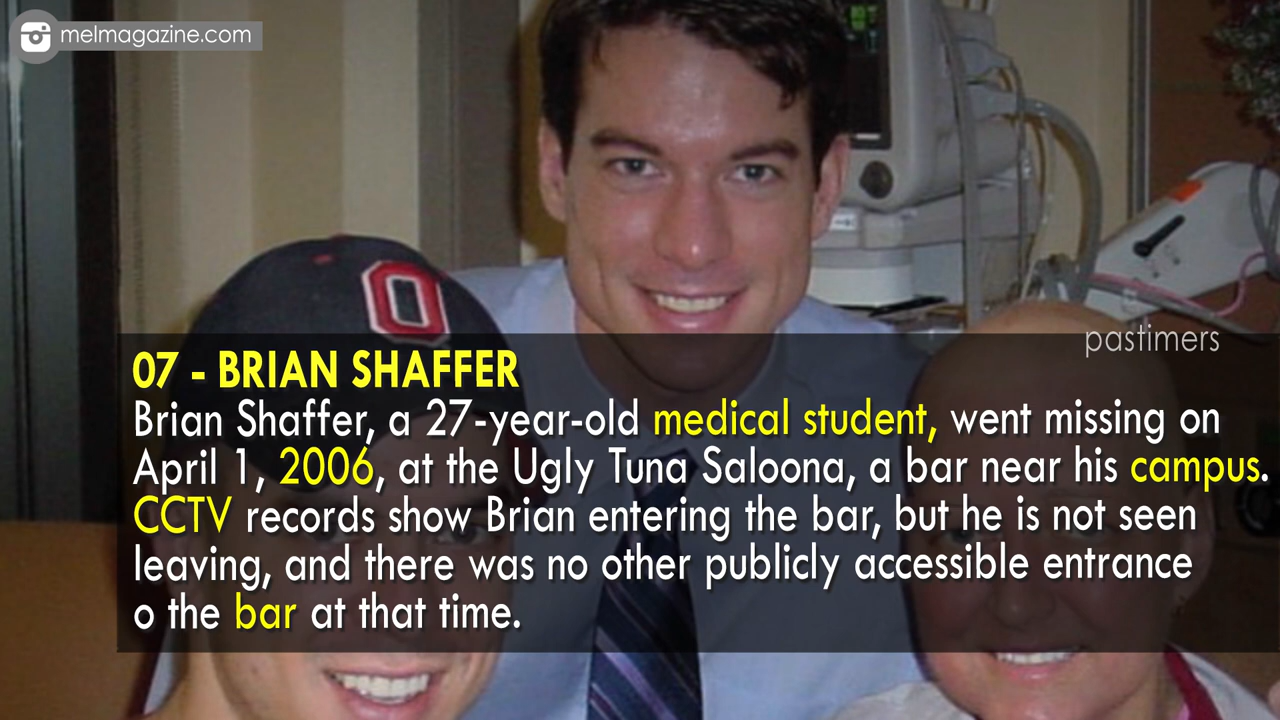 melmagazine.com
O
pastimers
07 - BRIAN SHAFFER
Brian Shaffer, a 27-year-old medical student, went missing on
April 1, 2006, at the Ugly Tuna Saloona, a bar near his campus.
CCTV records show Brian entering the bar, but he is not seen
leaving, and there was no other publicly accessible entrance
o the bar at that time.